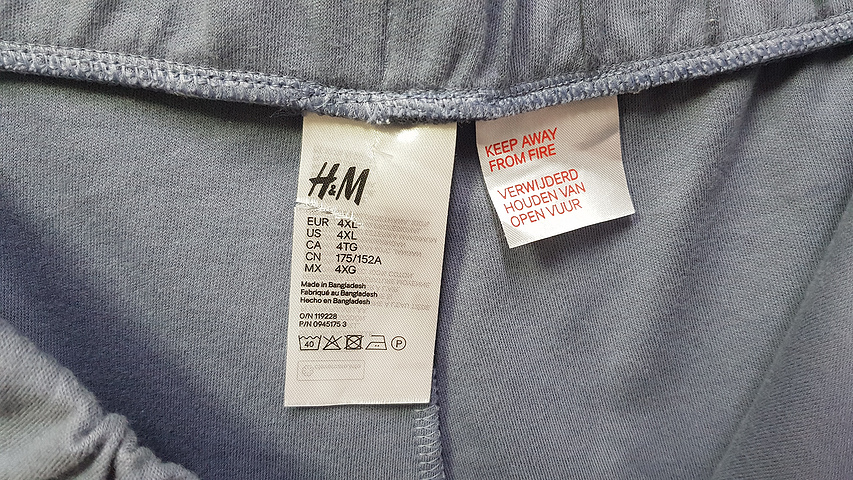 H&M
EUR 4XL
US 4XL
CA 4TG
CN 175/152A
MX 4XG
Made in Bangladesh
Fabriqué au Bangladesh
Hecho en Bangladesh
O/N 119228
P/N 0945175 3
40
P
KEEP AWAY
FROM FIRE
VERWIJDERD
HOUDEN VAN
OPEN VUUR